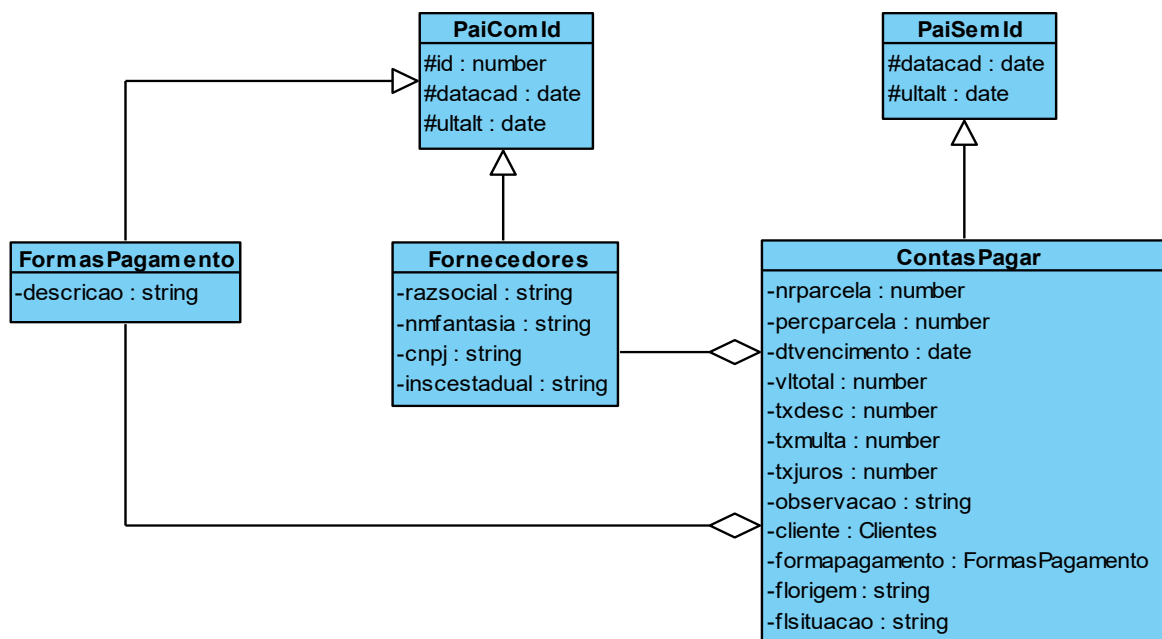 PaiComId
#id : number
#datacad : date
#ultalt : date
PaiSemId
#datacad : date
#ultalt : date
FormasPagamento
-descricao : string
Fornecedores
-razsocial : string
-nmfantasia : string
-cnpj : string
-inscestadual : string
ContasPagar
-nrparcela : number
-percparcela : number
-dtvencimento : date
-vltotal : number
-txdesc : number
-txmulta : number
-txjuros : number
-observacao : string
-cliente : Clientes
-formapagamento : FormasPagamento
-florigem : string
-flsituacao : string